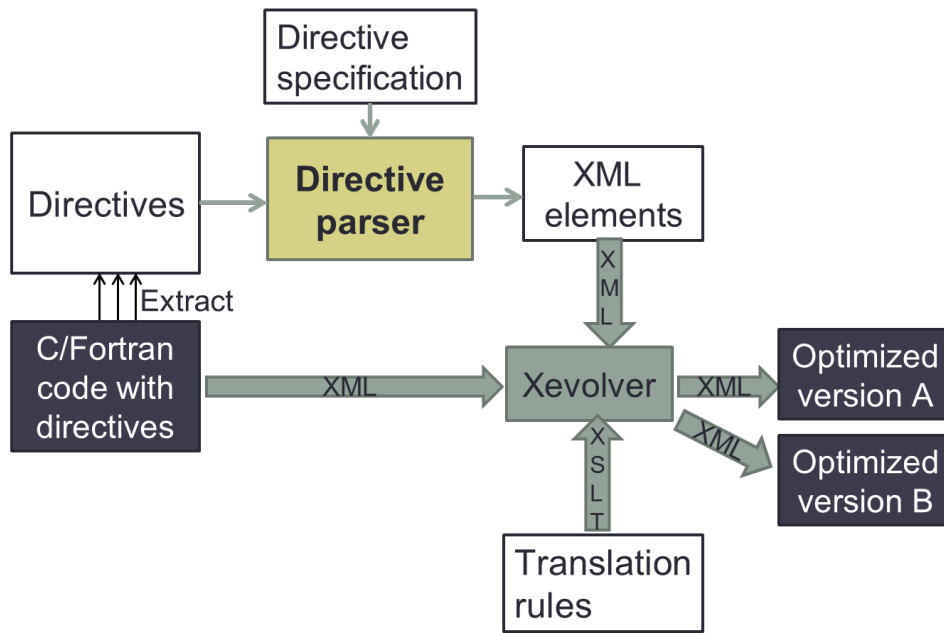 Directive
specification
Directives
Directive
parser
XML
elements
Extract
XML
C/Fortran
code with
directives
XML
Xevolver
XML
Optimized
version A
XML
Optimized
version B
XSLT
Translation
rules